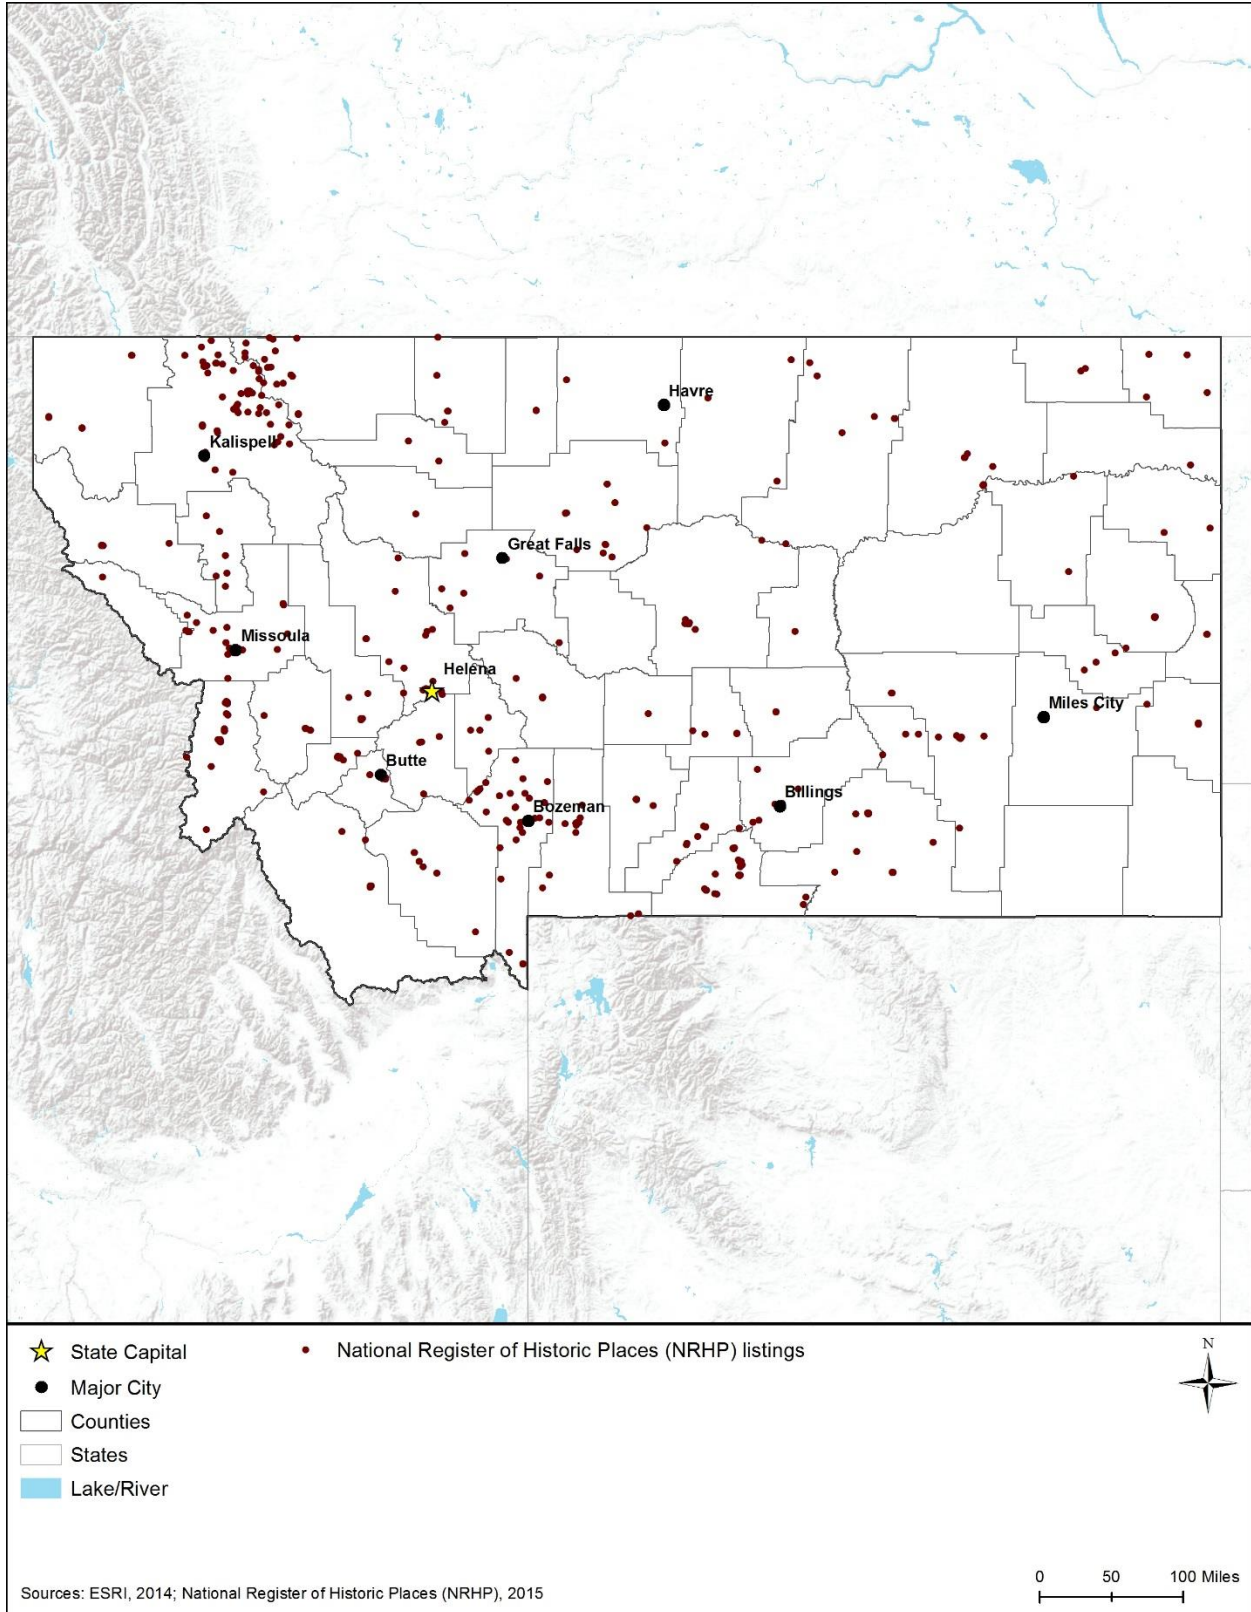 Havre
Kalispell
Great Falls
Missoula
Helena
Miles City
Butte
Billings
Bozeman
State Capital
National Register of Historic Places (NRHP) listings
N
Major City
Counties
States
Lake/River
Sources: ESRI, 2014; National Register of Historic Places (NRHP), 2015
0 50 100 Miles